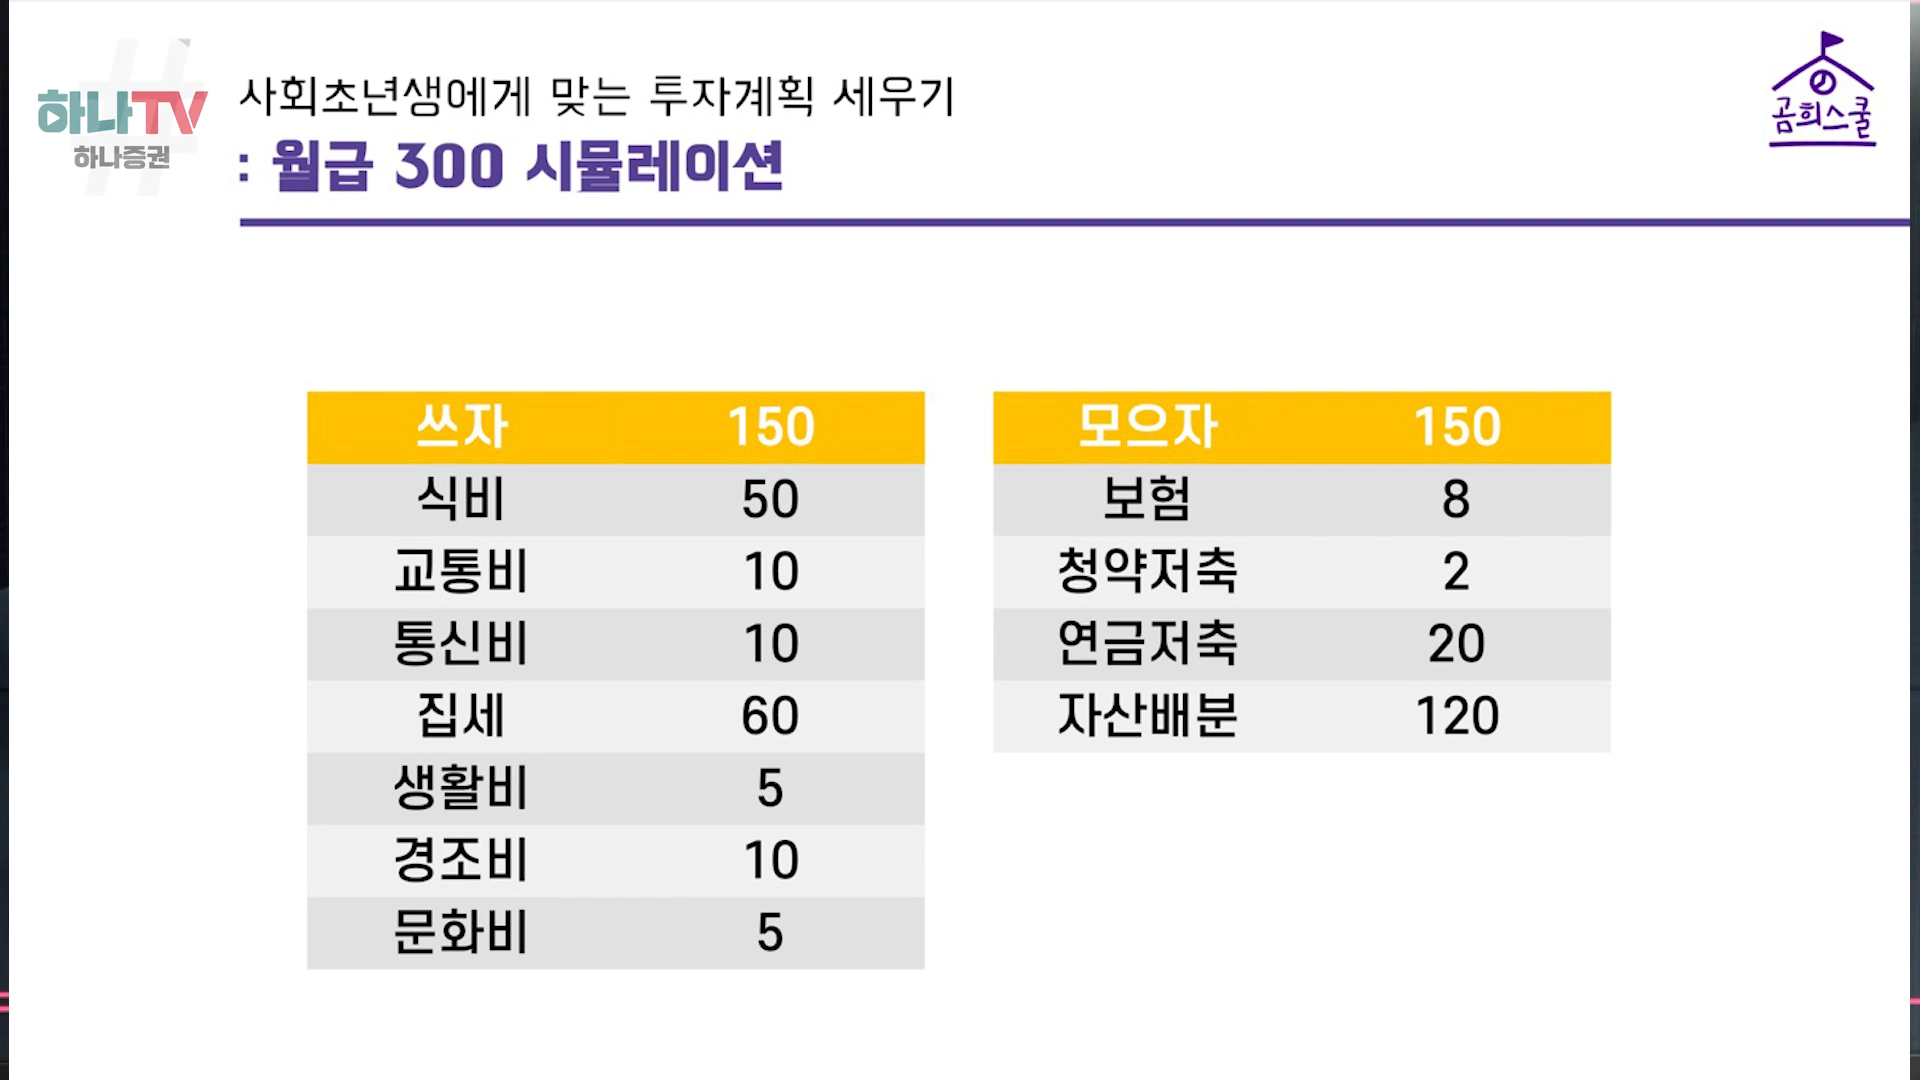 하나TV
하나증권
사회초년생에게 맞는 투자계획 세우기
: 월급 300 시뮬레이션
곰희스쿨
쓰자 150
식비 50
교통비 10
통신비 10
집세 60
생활비 5
경조비 10
문화비 5
모으자 150
보험 8
청약저축 2
연금저축 20
자산배분 120